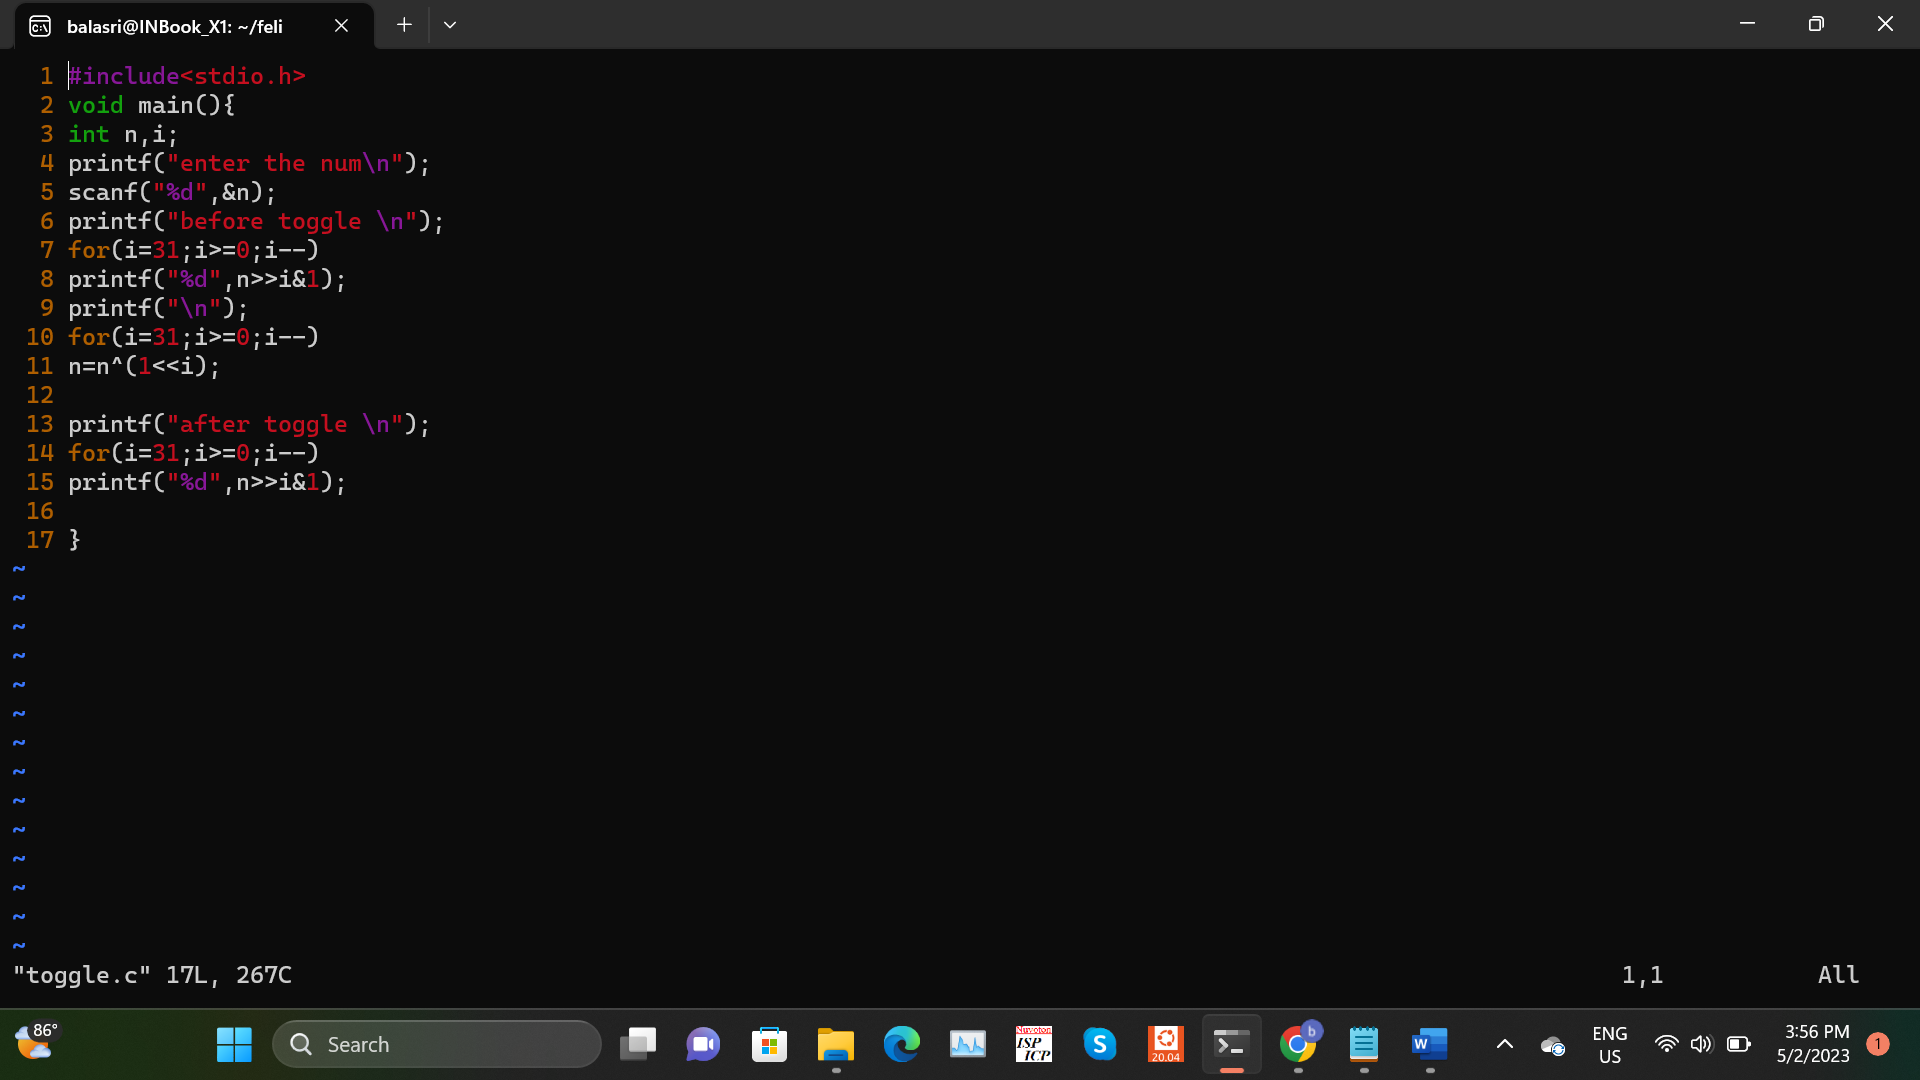 balasri@INBook_X1: ~/feli
1 #include<stdio.h>
2 void main(){
3 int n,i;
4 printf("enter the num\n");
5 scanf("%d",&n);
6 printf("before toggle \n");
7 for(i=31;i>=0;i--)
8 printf("%d",n>>i&1);
9 printf("\n");
10 for(i=31;i>=0;i--)
11 n=n^(1<<i);
12
13 printf("after toggle \n");
14 for(i=31;i>=0;i--)
15 printf("%d",n>>i&1);
16
17 }
~
~
~
~
~
~
~
~
~
~
~
~
~
~
"toggle.c" 17L, 267C 1,1 All
86°
Search
Nuvoton
ISP
ICP
S
20.04
b
W
ENG
US
3:56 PM
5/2/2023
1